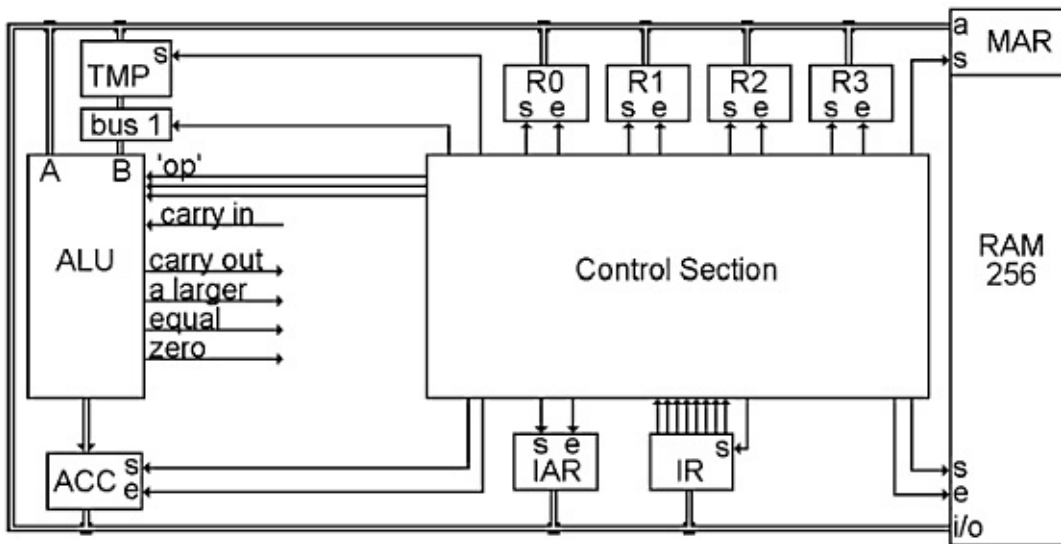 a
MAR
s
s
TMP
R0
R1
R2
R3
s e
s e
s e
s e
bus 1
A
B
'op'
carry in
ALU
carry out
a larger
equal
zero
Control Section
RAM
256
s
e
ACC
s e
IAR
s
IR
s
e
i/o